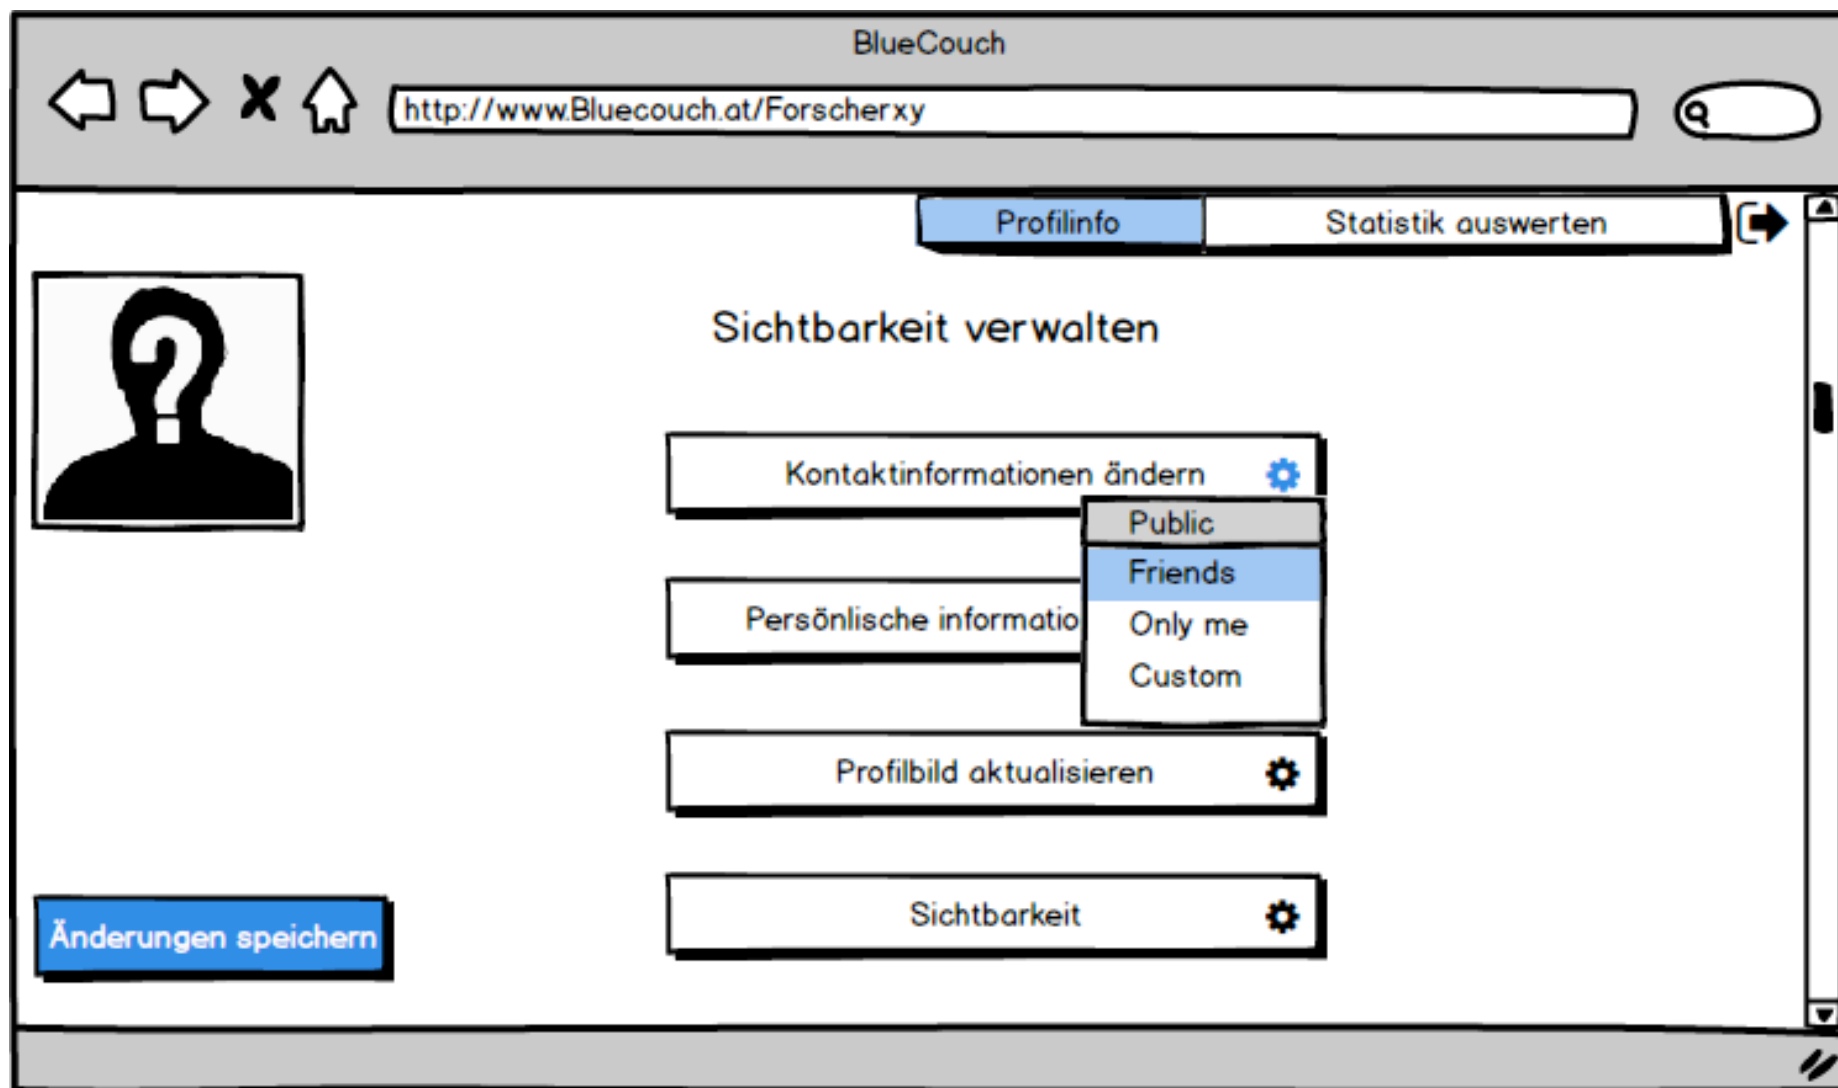 BlueCouch
http://www.Bluecouch.at/Forscherxy
Profilinfo
Statistik auswerten
Sichtbarkeit verwalten
Kontaktinformationen ändern
Public
Friends
Persönlische informatio
Only me
Custom
Profilbild aktualisieren
Sichtbarkeit
Änderungen speichern